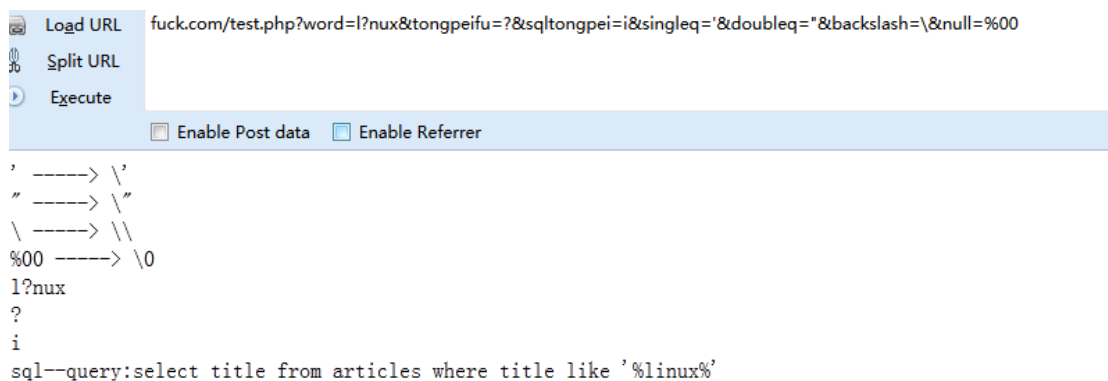 Load URL
fuck.com/test.php?word=l?nux&tongpeifu=?&sqltongpei=i&singleq='&doubleq="&backslash=\&null=%00
Split URL
Execute
Enable Post data
Enable Referrer
' -----> \'
" -----> \"
\ -----> \\
%00 -----> \0
l?nux
?
i
sql--query:select title from articles where title like '%linux%'